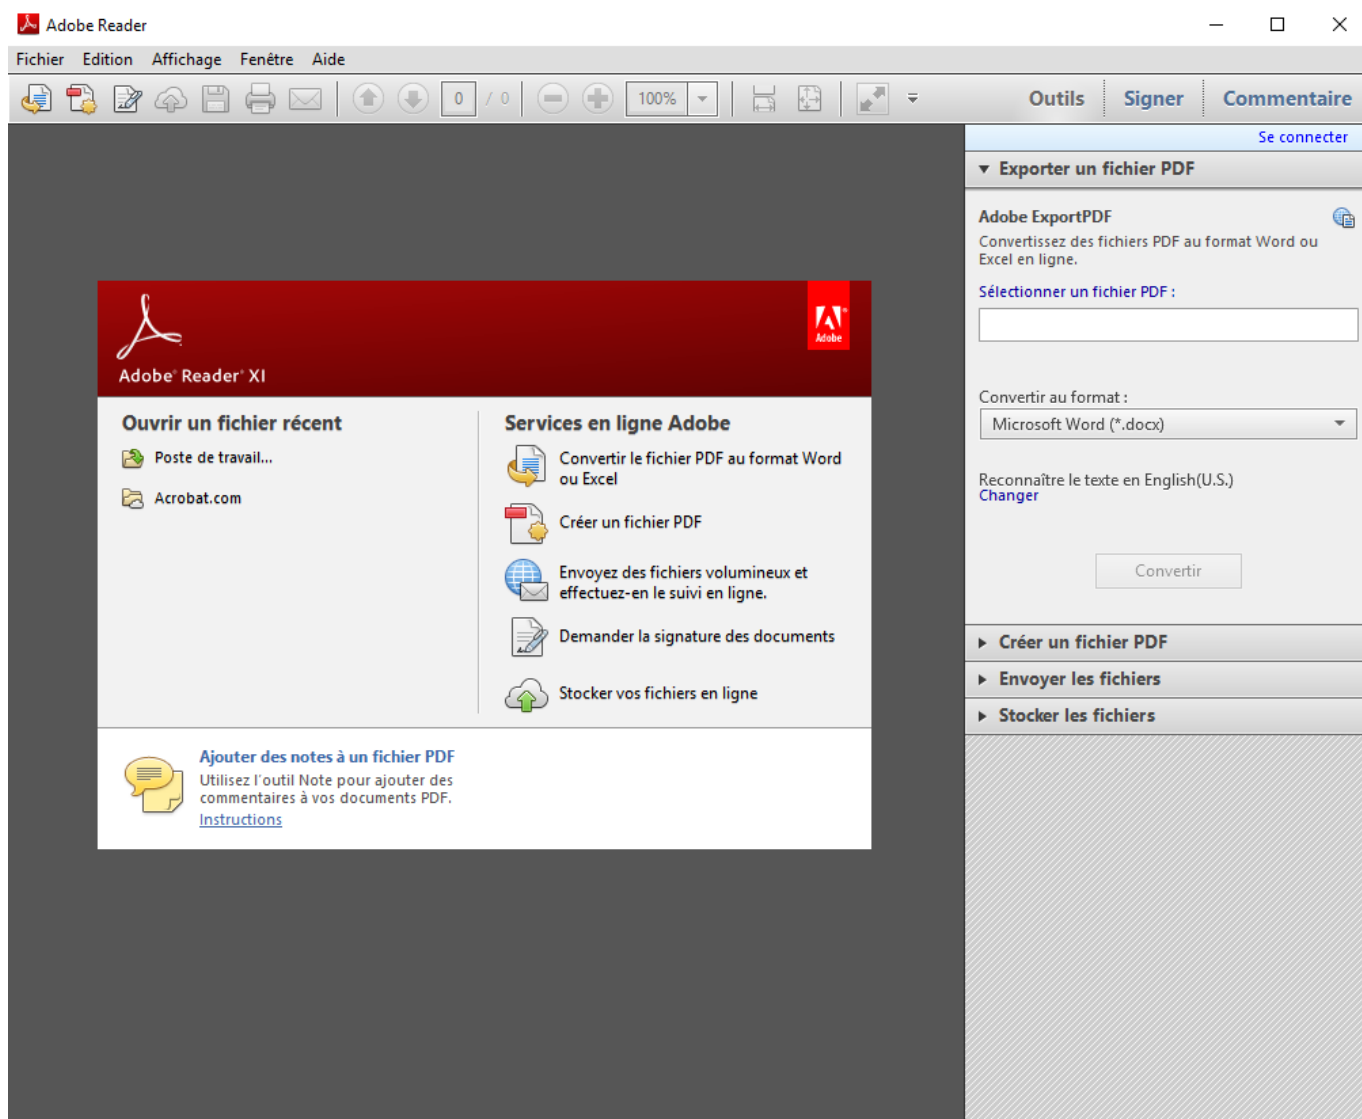 Adobe Reader
Fichier Edition Affichage Fenêtre Aide
0 / 0 100% Outils Signer Commentaire
Se connecter
Exporter un fichier PDF
Adobe ExportPDF
Convertissez des fichiers PDF au format Word ou
Excel en ligne.
Sélectionner un fichier PDF :
Convertir au format :
Microsoft Word (*.docx)
Reconnaître le texte en English(U.S.)
Changer
Convertir
Créer un fichier PDF
Envoyer les fichiers
Stocker les fichiers
Adobe
Adobe® Reader® XI
Ouvrir un fichier récent
Poste de travail...
Acrobat.com
Services en ligne Adobe
Convertir le fichier PDF au format Word
ou Excel
Créer un fichier PDF
Envoyez des fichiers volumineux et
effectuez-en le suivi en ligne.
Demander la signature des documents
Stocker vos fichiers en ligne
Ajouter des notes à un fichier PDF
Utilisez l'outil Note pour ajouter des
commentaires à vos documents PDF.
Instructions